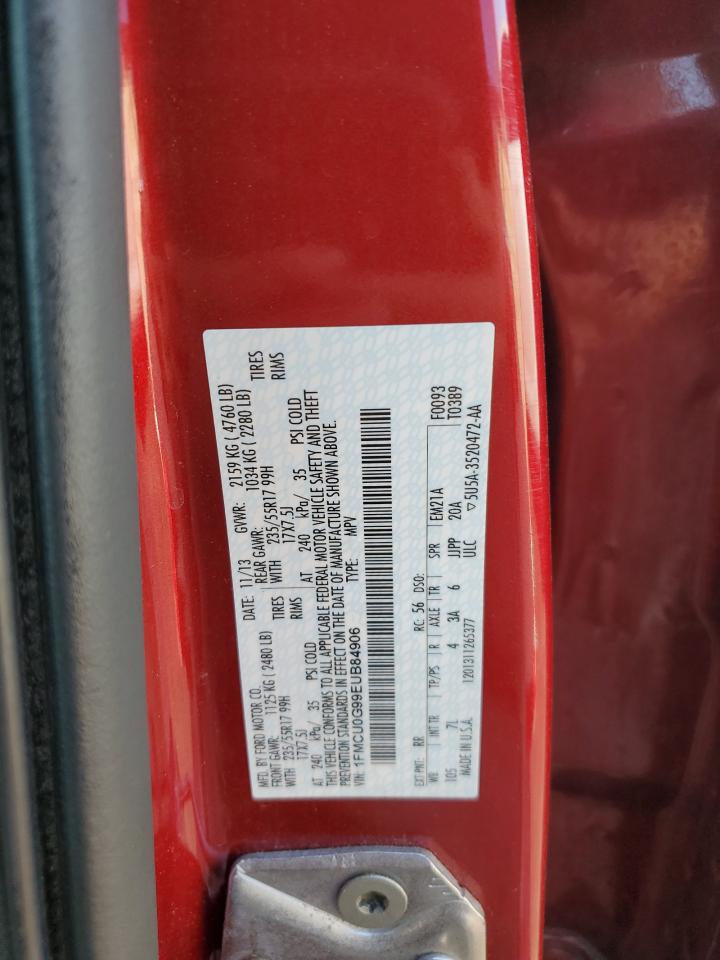 MFD. BY FORD MOTOR CO. DATE: 11/13 GVWR: 2159 KG ( 4760 LB)
FRONT GAWR: 1125 KG ( 2480 LB) REAR GAWR: 1034 KG ( 2280 LB)
WITH 235/55R17 99H TIRES WITH 235/55R17 99H TIRES
17X7.5J RIMS 17X7.5J RIMS
AT 240 kPa/ 35 PSI COLD AT 240 kPa/ 35 PSI COLD
THIS VEHICLE CONFORMS TO ALL APPLICABLE FEDERAL MOTOR VEHICLE SAFETY AND THEFT
PREVENTION STANDARDS IN EFFECT ON THE DATE OF MANUFACTURE SHOWN ABOVE.
VIN: 1FMCU0G99EUB84906 TYPE: MPV
EXT PNT: RR RC: 56 DSO: F0093
WB INT TR TP/PS R AXLE TR SPR EM21A T0389
105 7L 4 3A 6 JJPP 20A
MADE IN U.S.A. 1201311265377 ULC ▽5U5A-3520472-AA